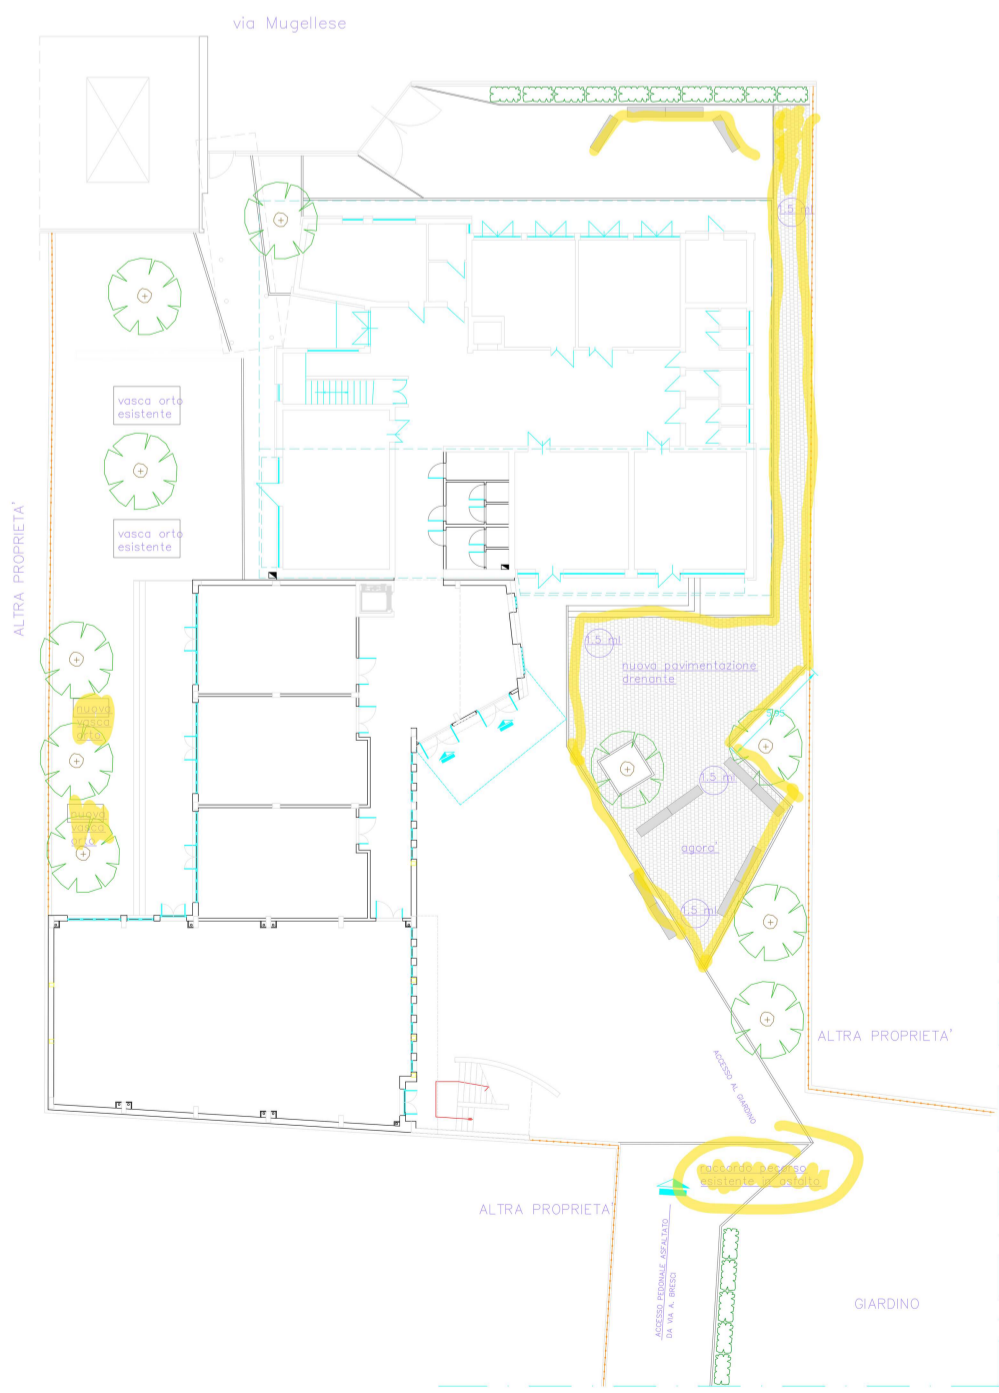 via Mugellese
1.5 ml
vasca orto
esistente
vasca orto
esistente
ALTRA PROPRIETA'
1.5 ml
nuova pavimentazione
drenante
nuova
vasca
orto
1.5 ml
nuova
vasca
orto
agora'
1.5 ml
ALTRA PROPRIETA'
ACCESSO AL GIARDINO
raccordo percorso
esistente in asfalto
ALTRA PROPRIETA'
ACCESSO PEDONALE ASFALTATO
DA VIA A. BRESCI
GIARDINO